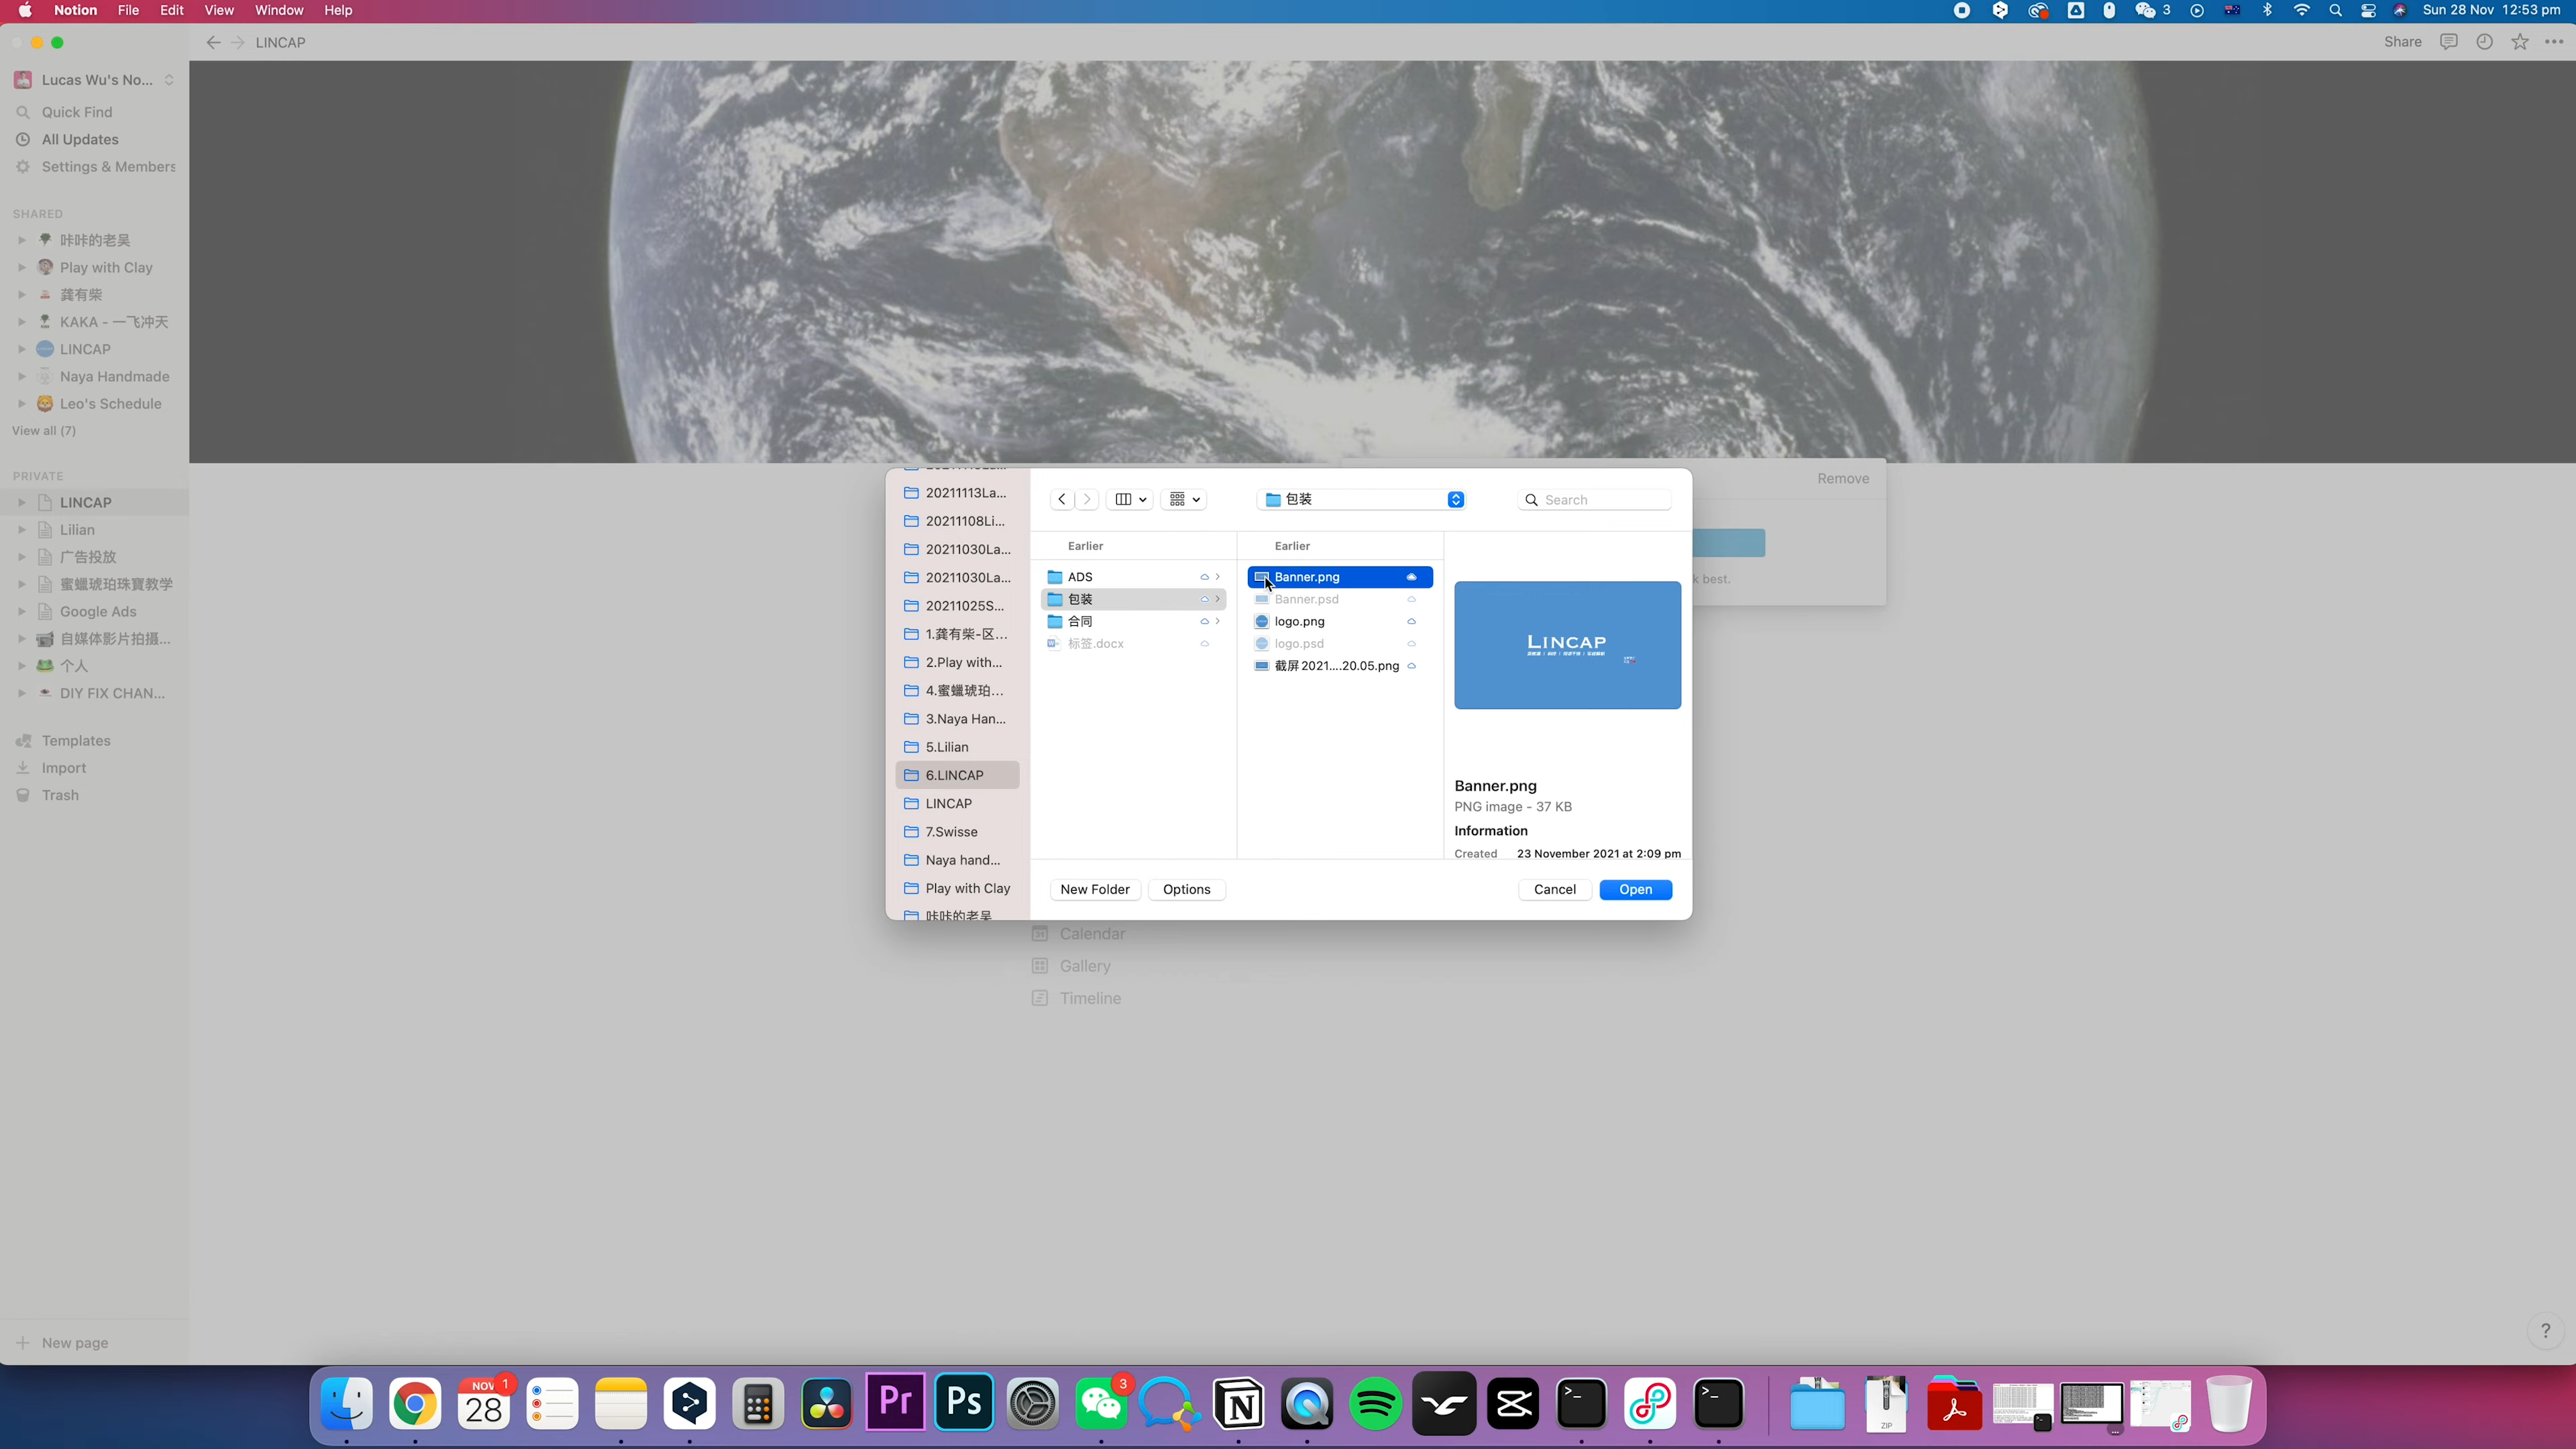 Notion File Edit View Window Help
3
Sun 28 Nov 12:53 pm
LINCAP
Share
Lucas Wu's No...
Quick Find
All Updates
Settings & Members
SHARED
咔咔的老吴
Play with Clay
龚有柴
KAKA - 一飞冲天
LINCAP
Naya Handmade
Leo's Schedule
View all (7)
PRIVATE
LINCAP
Lilian
广告投放
蜜蠟琥珀珠寶教学
Google Ads
自媒体影片拍摄...
个人
DIY FIX CHAN...
Templates
Import
Trash
New page
Remove
k best.
20211113La...
20211108Li...
20211030La...
20211030La...
20211025S...
1.龚有柴-区...
2.Play with...
4.蜜蠟琥珀...
3.Naya Han...
5.Lilian
6.LINCAP
LINCAP
7.Swisse
Naya hand...
Play with Clay
咔咔的老吴
包装
Search
Earlier
ADS
包装
合同
标签.docx
Earlier
Banner.png
Banner.psd
logo.png
logo.psd
截屏2021....20.05.png
LINCAP
Banner.png
PNG image - 37 KB
Information
Created 23 November 2021 at 2:09 pm
New Folder
Options
Cancel
Open
Calendar
Gallery
Timeline
?
NOV
1
28
Pr
Ps
3
ZIP